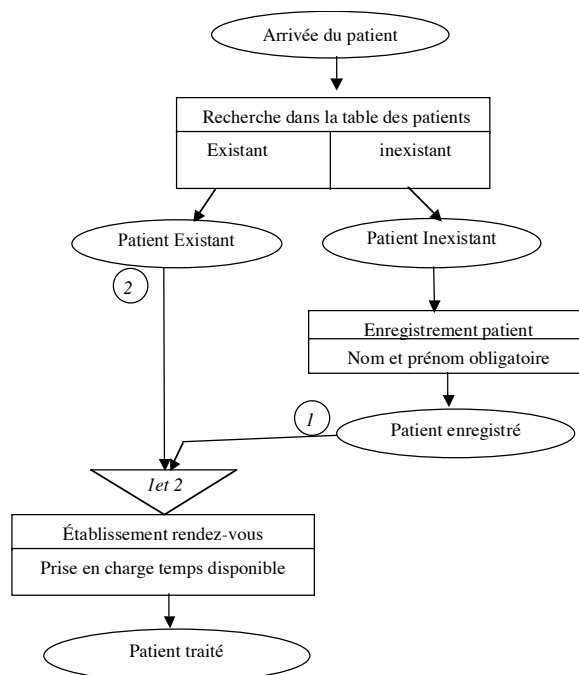 Arrivée du patient
Recherche dans la table des patients
Existant
inexistant
Patient Existant
Patient Inexistant
2
Enregistrement patient
Nom et prénom obligatoire
1
Patient enregistré
1et 2
Établissement rendez-vous
Prise en charge temps disponible
Patient traité